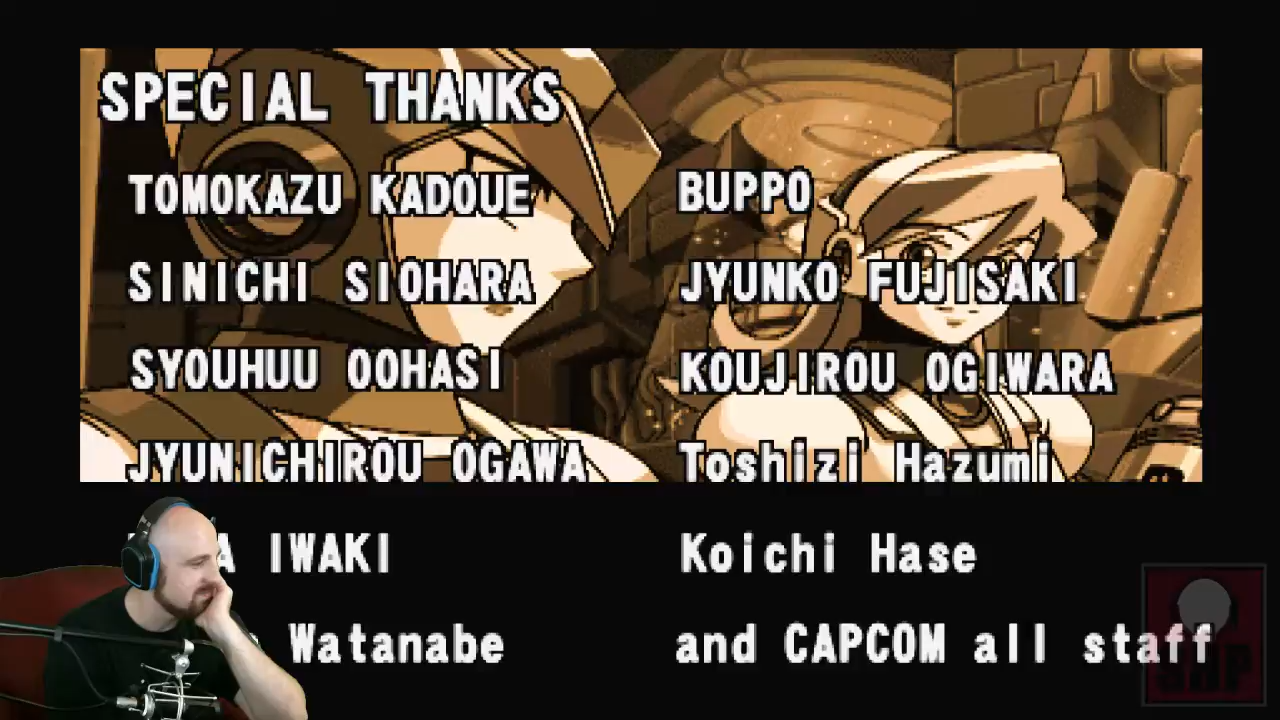 SPECIAL THANKS
TOMOKAZU KADOUE
BUPPO
SINICHI SIOHARA
JYUNKO FUJISAKI
SYOUHUU OOHASI
KOUJIROU OGIWARA
JYUNICHIROU OGAWA
Toshizi Hazumi
IWAKI
Koichi Hase
Watanabe
and CAPCOM all staff